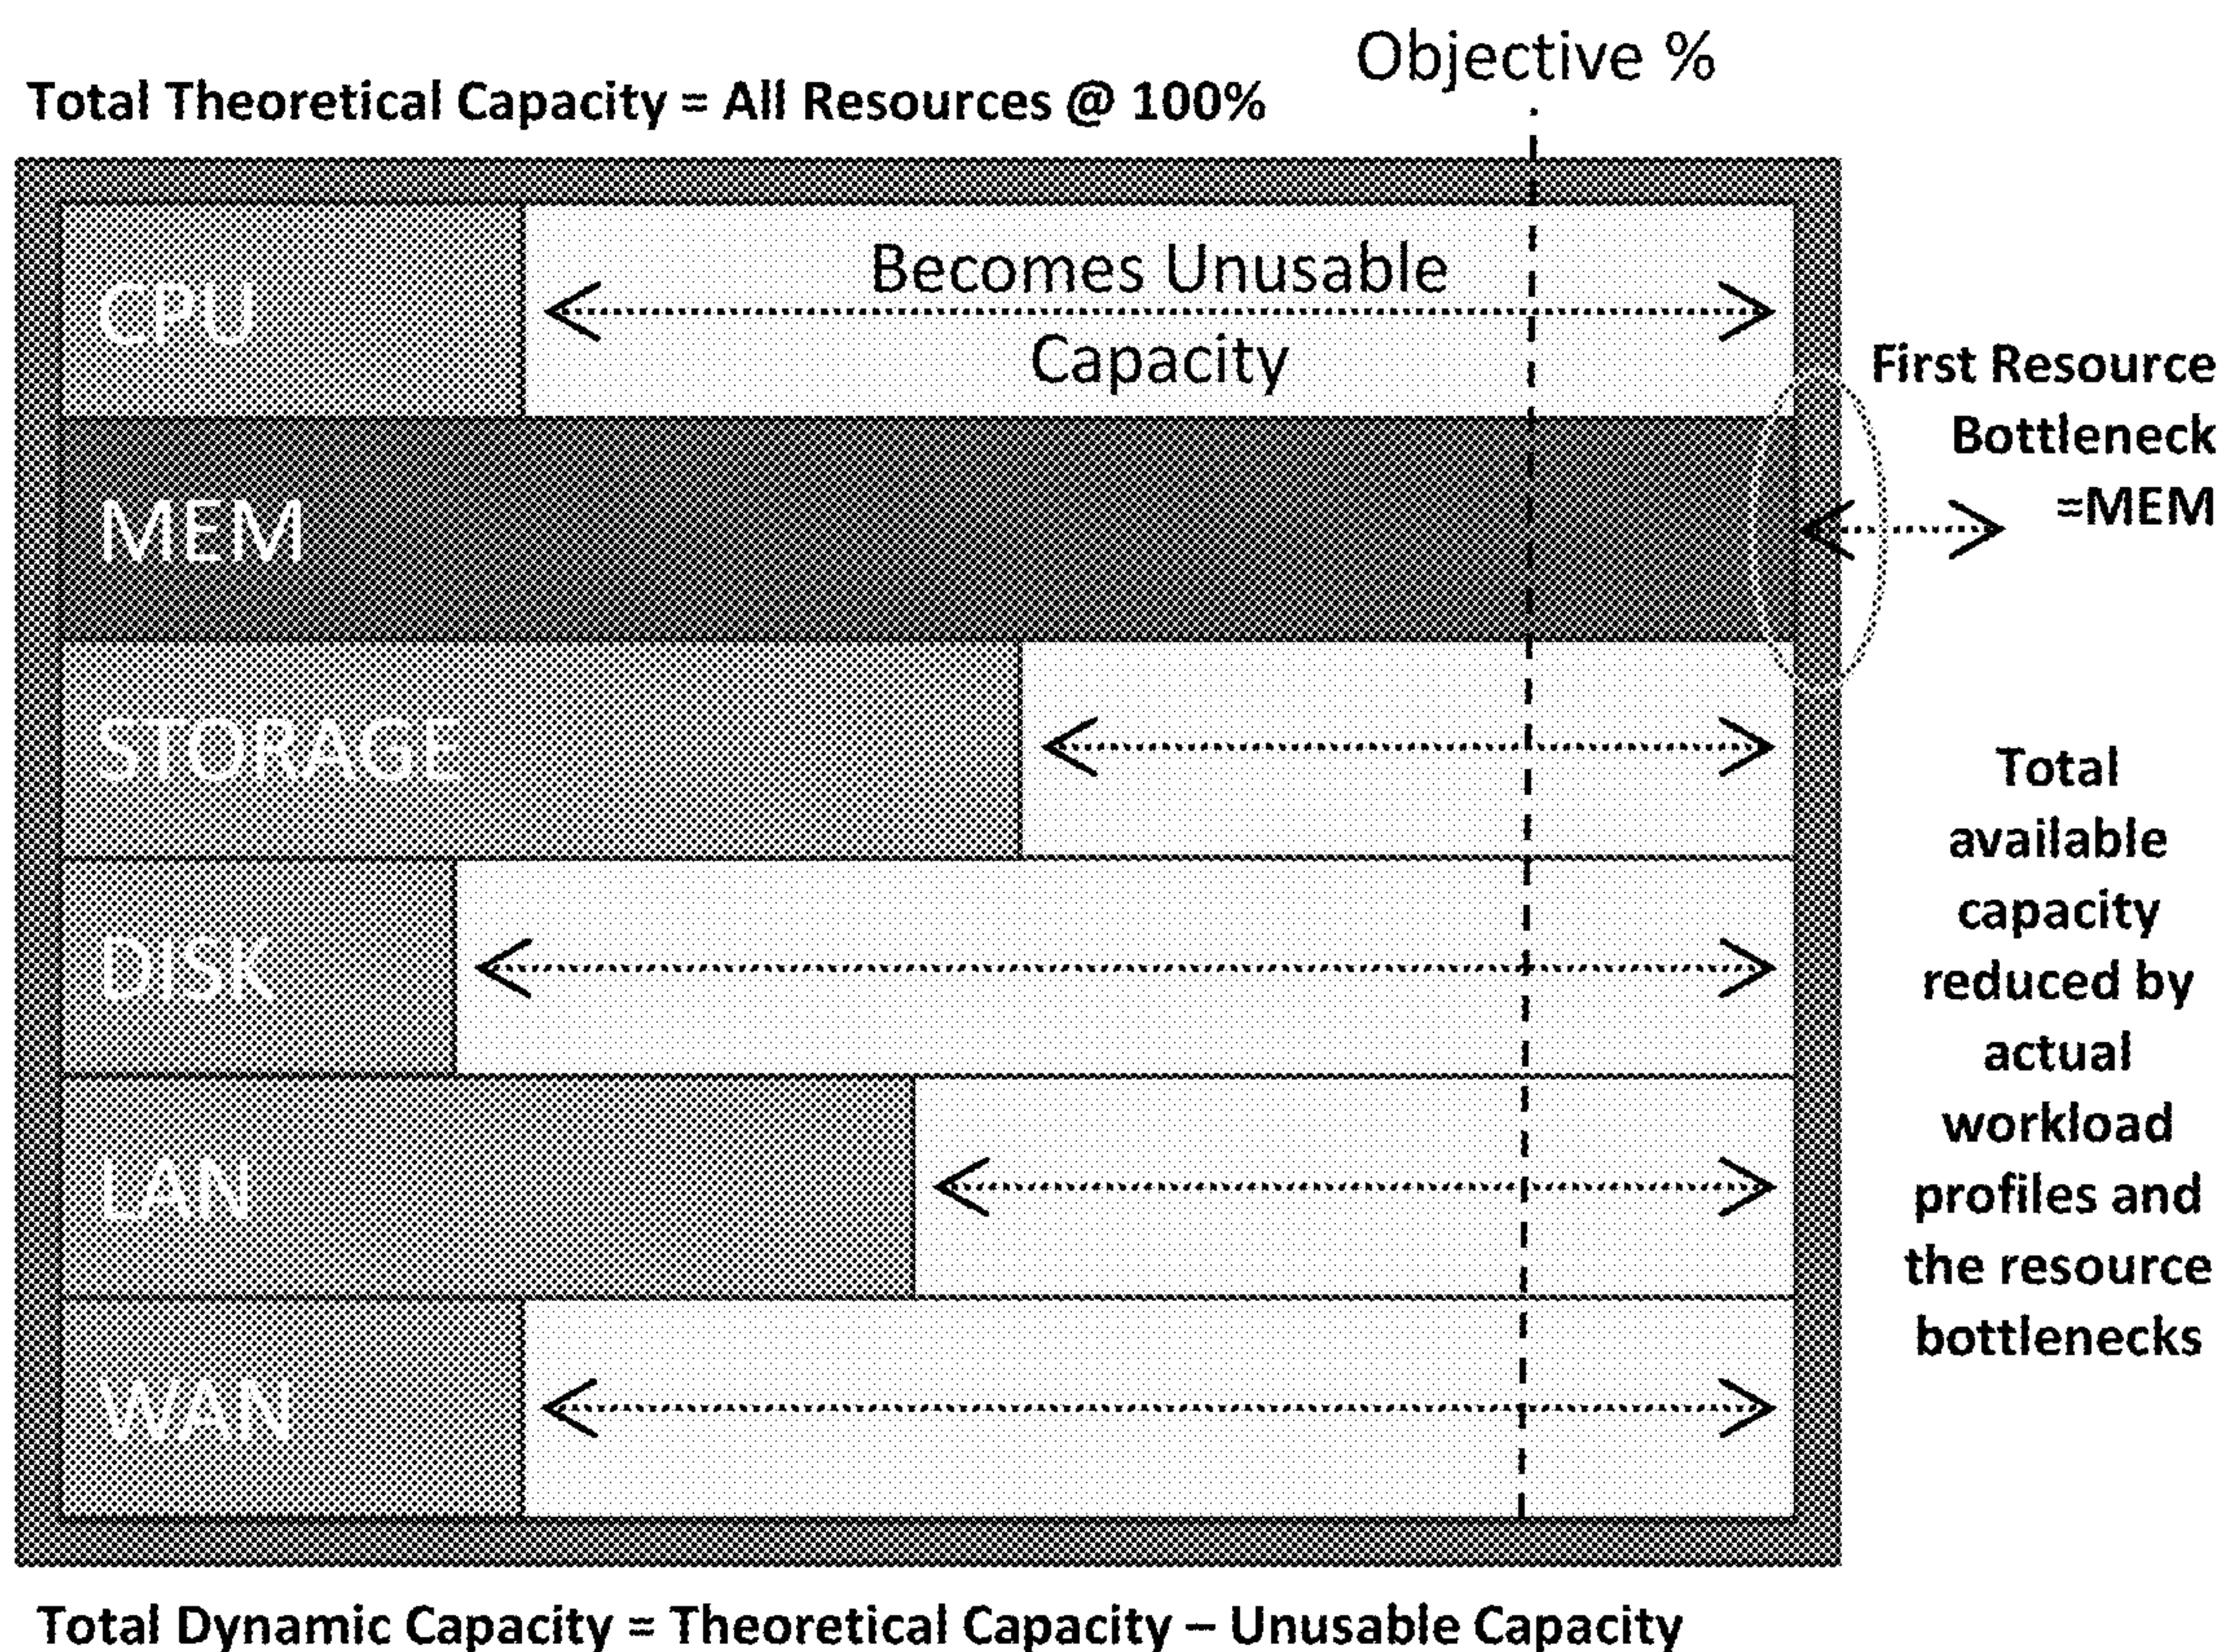 Objective %
Total Theoretical Capacity = All Resources @ 100%
CPU
Becomes Unusable
Capacity
First Resource
Bottleneck
=MEM
MEM
STORAGE
DISK
LAN
WAN
Total
available
capacity
reduced by
actual
workload
profiles and
the resource
bottlenecks
Total Dynamic Capacity = Theoretical Capacity – Unusable Capacity